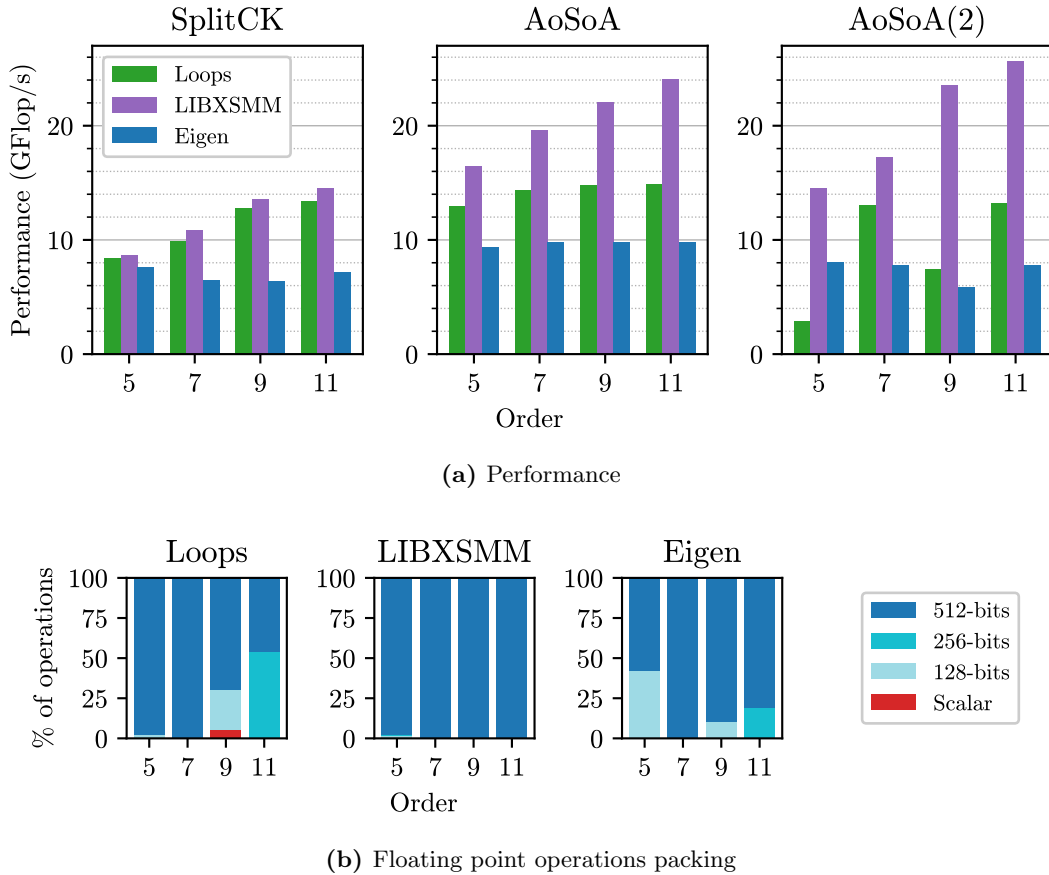 SplitCK AoSoA AoSoA(2)
Performance (GFlop/s)
20 20 20
10 10 10
0 0 0
Loops
LIBXSMM
Eigen
5 7 9 11 5 7 9 11 5 7 9 11
Order
(a) Performance
Loops LIBXSMM Eigen
% of operations
100 100 100
75 75 75
50 50 50
25 25 25
0 0 0
5 7 9 11 5 7 9 11 5 7 9 11
Order
512-bits
256-bits
128-bits
Scalar
(b) Floating point operations packing